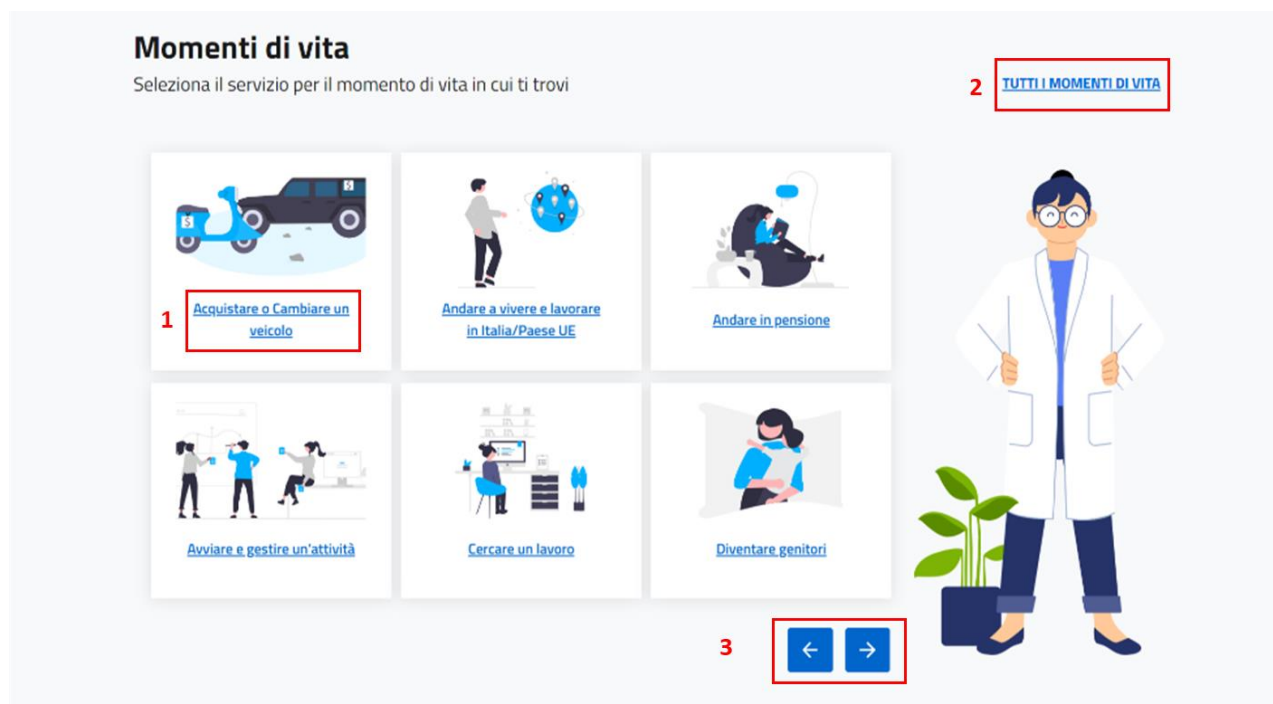 Momenti di vita
Seleziona il servizio per il momento di vita in cui ti trovi
2
TUTTI I MOMENTI DI VITA
1
Acquistare o Cambiare un
veicolo
Andare a vivere e lavorare
in Italia/Paese UE
Andare in pensione
Avviare e gestire un'attività
Cercare un lavoro
Diventare genitori
3